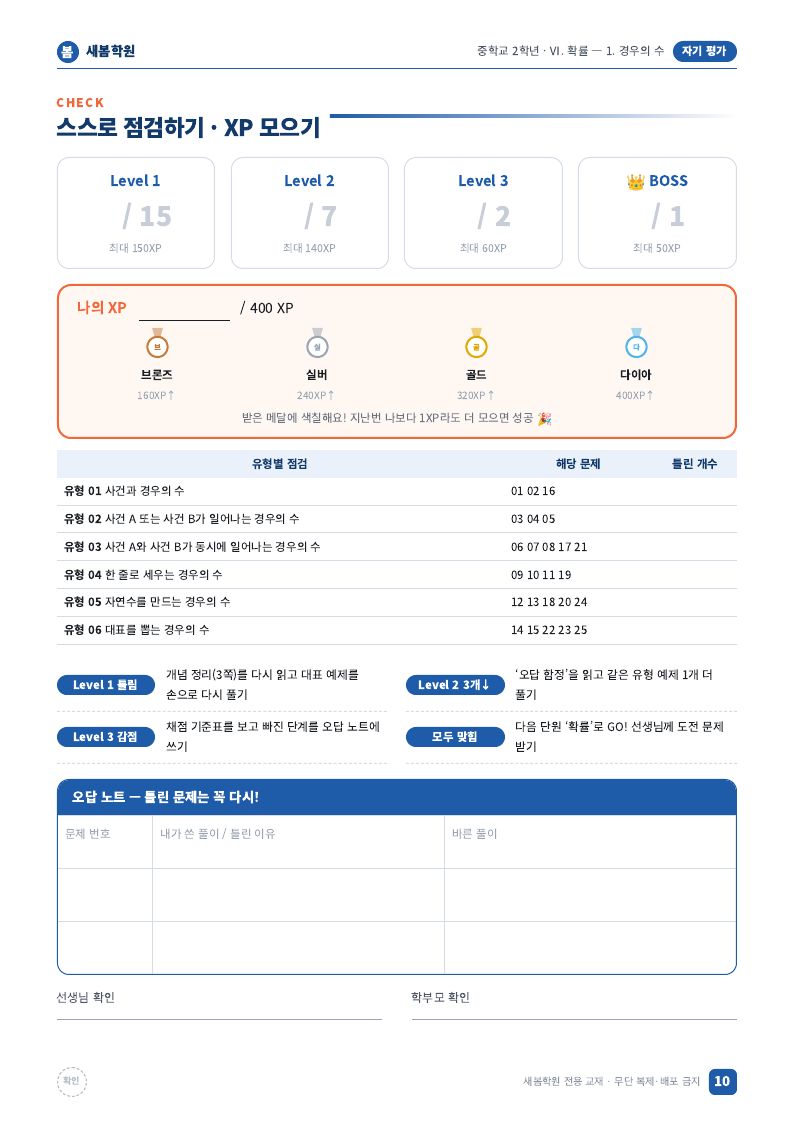 봄 새봄학원
중학교 2학년 · VI. 확률 — 1. 경우의 수 자기 평가
CHECK
스스로 점검하기 · XP 모으기
Level 1
/ 15
최대 150XP
Level 2
/ 7
최대 140XP
Level 3
/ 2
최대 60XP
👑 BOSS
/ 1
최대 50XP
나의 XP / 400 XP
브 실 골 다
브론즈 실버 골드 다이아
160XP↑ 240XP↑ 320XP↑ 400XP↑
받은 메달에 색칠해요! 지난번 나보다 1XP라도 더 모으면 성공 🎉
유형별 점검 해당 문제 틀린 개수
유형 01 사건과 경우의 수 01 02 16
유형 02 사건 A 또는 사건 B가 일어나는 경우의 수 03 04 05
유형 03 사건 A와 사건 B가 동시에 일어나는 경우의 수 06 07 08 17 21
유형 04 한 줄로 세우는 경우의 수 09 10 11 19
유형 05 자연수를 만드는 경우의 수 12 13 18 20 24
유형 06 대표를 뽑는 경우의 수 14 15 22 23 25
Level 1 틀림
개념 정리(3쪽)를 다시 읽고 대표 예제를
손으로 다시 풀기
Level 2 3개↓
‘오답 함정’을 읽고 같은 유형 예제 1개 더
풀기
Level 3 감점
채점 기준표를 보고 빠진 단계를 오답 노트에
쓰기
모두 맞힘
다음 단원 ‘확률’로 GO! 선생님께 도전 문제
받기
오답 노트 — 틀린 문제는 꼭 다시!
문제 번호 내가 쓴 풀이 / 틀린 이유 바른 풀이
선생님 확인 학부모 확인
확인
새봄학원 전용 교재 · 무단 복제·배포 금지 10